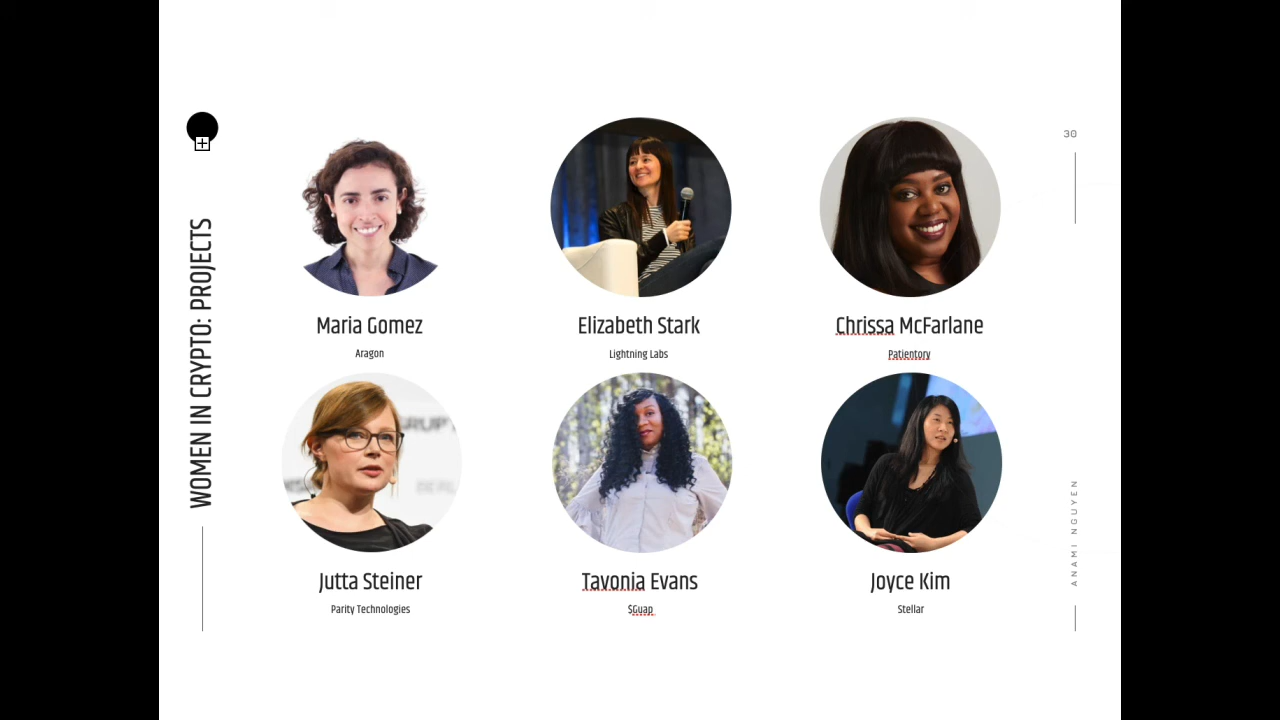 WOMEN IN CRYPTO: PROJECTS
30
Maria Gomez
Aragon
Elizabeth Stark
Lightning Labs
Chrissa McFarlane
Patientory
Jutta Steiner
Parity Technologies
Tavonia Evans
$Guap
Joyce Kim
Stellar
ANAMI NGUYEN